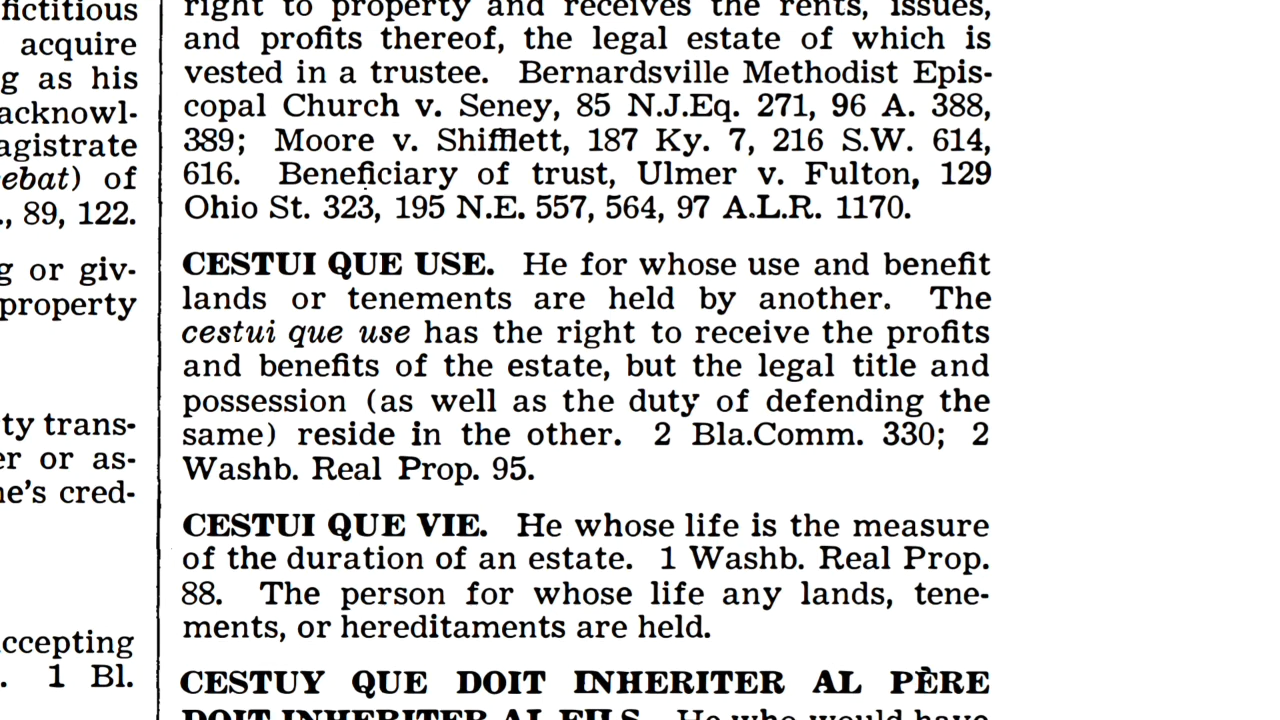 fictitious
acquire
g as his
acknowl-
agistrate
ebat) of
., 89, 122.
g or giv-
property
ty trans-
er or as-
ne's cred-
ccepting
. 1 Bl.
right to property and receives the rents, issues,
and profits thereof, the legal estate of which is
vested in a trustee. Bernardsville Methodist Epis-
copal Church v. Seney, 85 N.J.Eq. 271, 96 A. 388,
389; Moore v. Shifflett, 187 Ky. 7, 216 S.W. 614,
616. Beneficiary of trust, Ulmer v. Fulton, 129
Ohio St. 323, 195 N.E. 557, 564, 97 A.L.R. 1170.
CESTUI QUE USE. He for whose use and benefit
lands or tenements are held by another. The
cestui que use has the right to receive the profits
and benefits of the estate, but the legal title and
possession (as well as the duty of defending the
same) reside in the other. 2 Bla.Comm. 330; 2
Washb. Real Prop. 95.
CESTUI QUE VIE. He whose life is the measure
of the duration of an estate. 1 Washb. Real Prop.
88. The person for whose life any lands, tene-
ments, or hereditaments are held.
CESTUY QUE DOIT INHERITER AL PÈRE
DOIT INHERITER AL FILS. He who would have